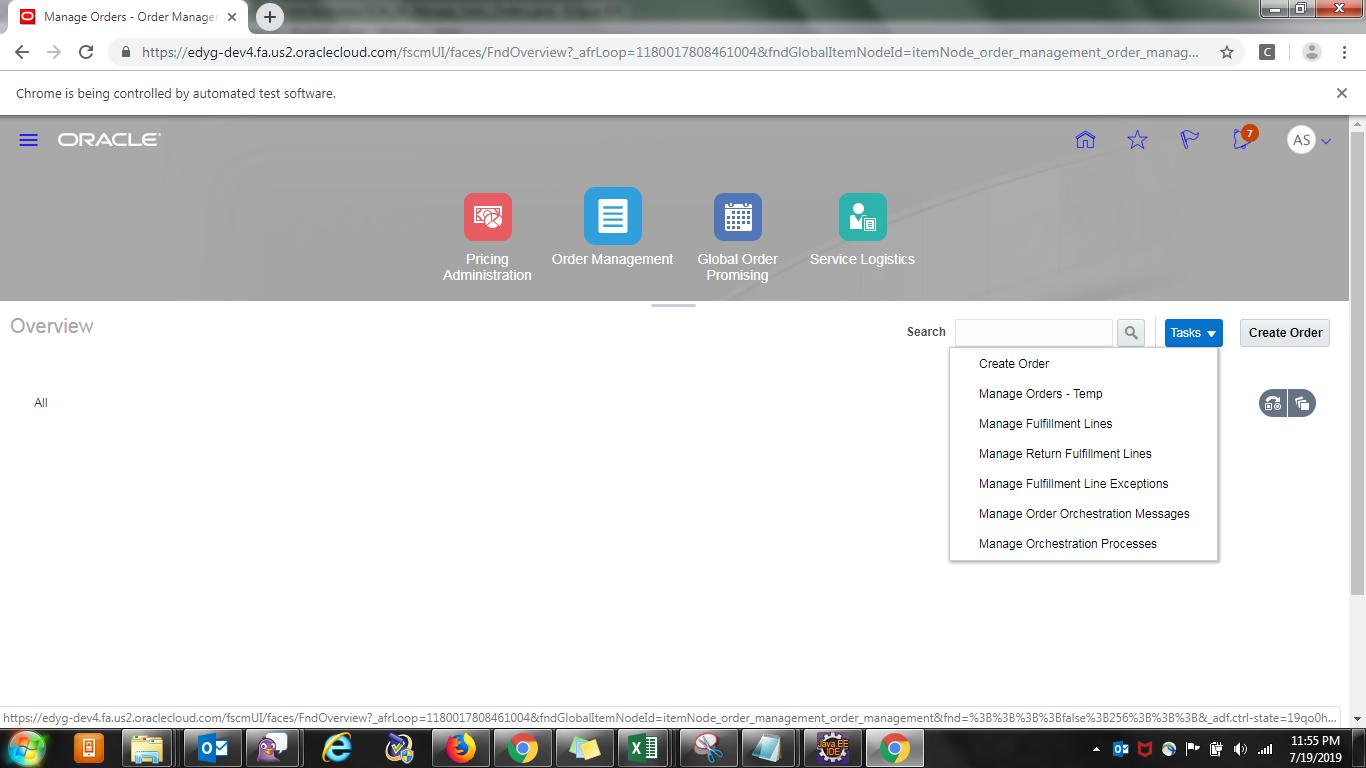 Manage Orders - Order Manager
https://edyg-dev4.fa.us2.oraclecloud.com/fscmUI/faces/FndOverview?_afrLoop=1180017808461004&fndGlobalItemNodeId=itemNode_order_management_order_manag...
C
Chrome is being controlled by automated test software.
ORACLE
7
AS
Pricing Administration
Order Management
Global Order Promising
Service Logistics
Overview
Search
Tasks
Create Order
Create Order
Manage Orders - Temp
All
Manage Fulfillment Lines
Manage Return Fulfillment Lines
Manage Fulfillment Line Exceptions
Manage Order Orchestration Messages
Manage Orchestration Processes
https://edyg-dev4.fa.us2.oraclecloud.com/fscmUI/faces/FndOverview?_afrLoop=1180017808461004&fndGlobalItemNodeId=itemNode_order_management_order_management&fnd=%3B%3B%3B%3Bfalse%3B256%3B%3B%3B&_adf.ctrl-state=19qo0h...
Java EE
IDE
11:55 PM
7/19/2019